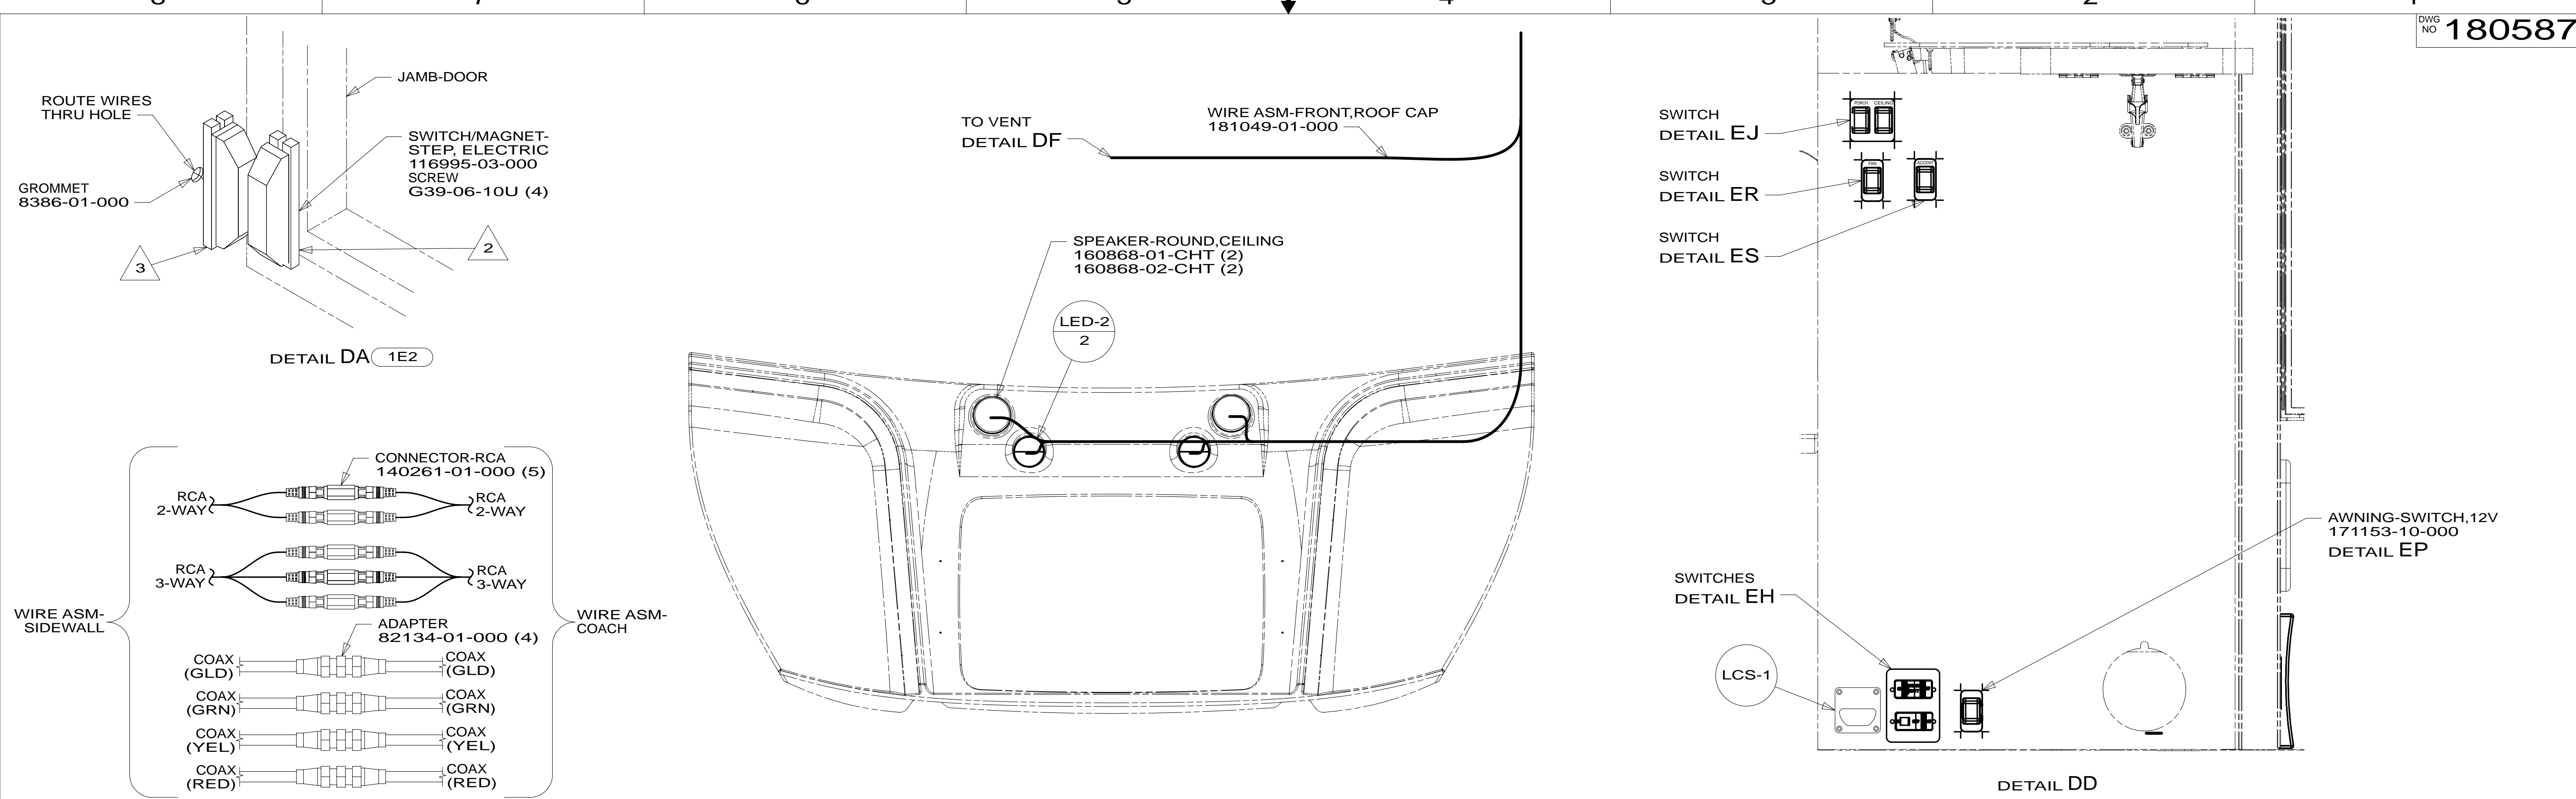 DWG
NO 180587
JAMB-DOOR
ROUTE WIRES
THRU HOLE
SWITCH/MAGNET-
STEP, ELECTRIC
116995-03-000
SCREW
G39-06-10U (4)
GROMMET
8386-01-000
3
2
DETAIL DA 1E2
TO VENT
DETAIL DF
WIRE ASM-FRONT,ROOF CAP
181049-01-000
SPEAKER-ROUND,CEILING
160868-01-CHT (2)
160868-02-CHT (2)
LED-2
2
CONNECTOR-RCA
140261-01-000 (5)
RCA
2-WAY
RCA
2-WAY
RCA
3-WAY
RCA
3-WAY
WIRE ASM-
SIDEWALL
WIRE ASM-
COACH
ADAPTER
82134-01-000 (4)
COAX
(GLD)
COAX
(GLD)
COAX
(GRN)
COAX
(GRN)
COAX
(YEL)
COAX
(YEL)
COAX
(RED)
COAX
(RED)
SWITCH
DETAIL EJ
PORCH CEILING
SWITCH
DETAIL ER
FAN
ACCENT
SWITCH
DETAIL ES
AWNING-SWITCH,12V
171153-10-000
DETAIL EP
SWITCHES
DETAIL EH
LCS-1
DETAIL DD